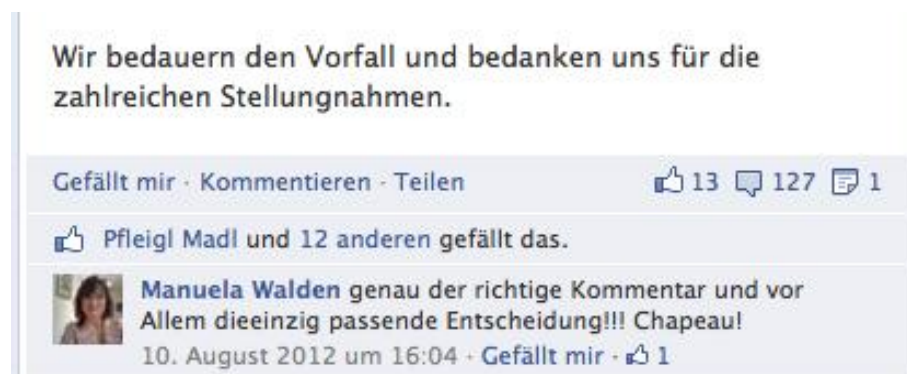 Wir bedauern den Vorfall und bedanken uns für die
zahlreichen Stellungnahmen.
Gefällt mir · Kommentieren · Teilen 13 127 1
Pfleigl Madl und 12 anderen gefällt das.
Manuela Walden genau der richtige Kommentar und vor
Allem dieeinzig passende Entscheidung!!! Chapeau!
10. August 2012 um 16:04 · Gefällt mir · 1